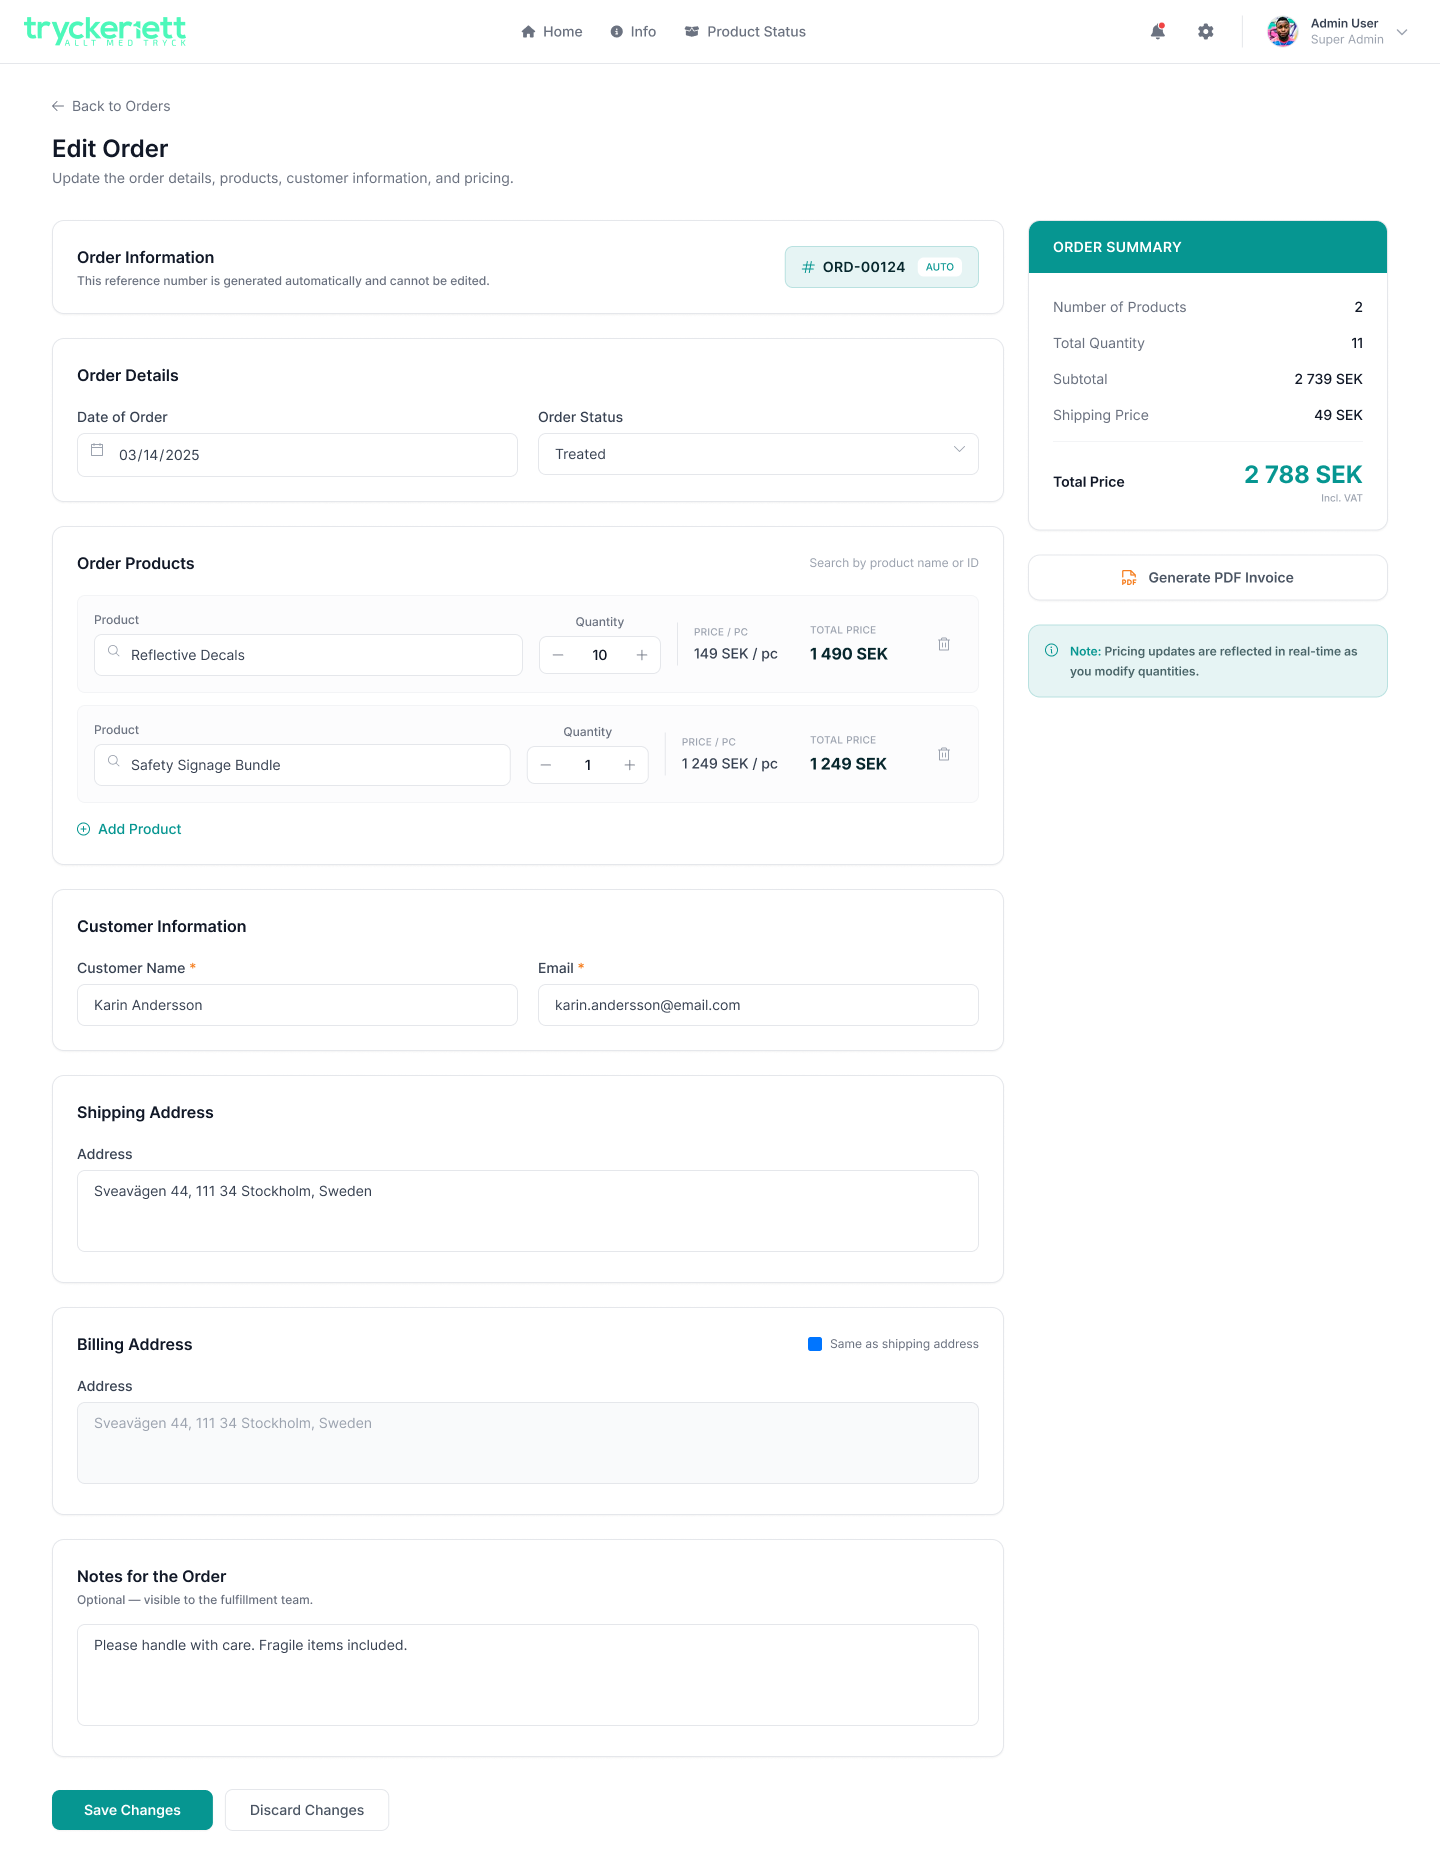 tryckeriett
ALLT MED TRYCK
Home
Info
Product Status
Admin User
Super Admin
Back to Orders
Edit Order
Update the order details, products, customer information, and pricing.
Order Information
This reference number is generated automatically and cannot be edited.
# ORD-00124 AUTO
Order Details
Date of Order
03/14/2025
Order Status
Treated
Order Products
Search by product name or ID
Product
Reflective Decals
Quantity
10
PRICE / PC
149 SEK / pc
TOTAL PRICE
1 490 SEK
Product
Safety Signage Bundle
Quantity
1
PRICE / PC
1 249 SEK / pc
TOTAL PRICE
1 249 SEK
Add Product
Customer Information
Customer Name *
Karin Andersson
Email *
karin.andersson@email.com
Shipping Address
Address
Sveavägen 44, 111 34 Stockholm, Sweden
Billing Address
Same as shipping address
Address
Sveavägen 44, 111 34 Stockholm, Sweden
Notes for the Order
Optional — visible to the fulfillment team.
Please handle with care. Fragile items included.
Save Changes
Discard Changes
ORDER SUMMARY
Number of Products 2
Total Quantity 11
Subtotal 2 739 SEK
Shipping Price 49 SEK
Total Price 2 788 SEK
Incl. VAT
PDF Generate PDF Invoice
Note: Pricing updates are reflected in real-time as
you modify quantities.